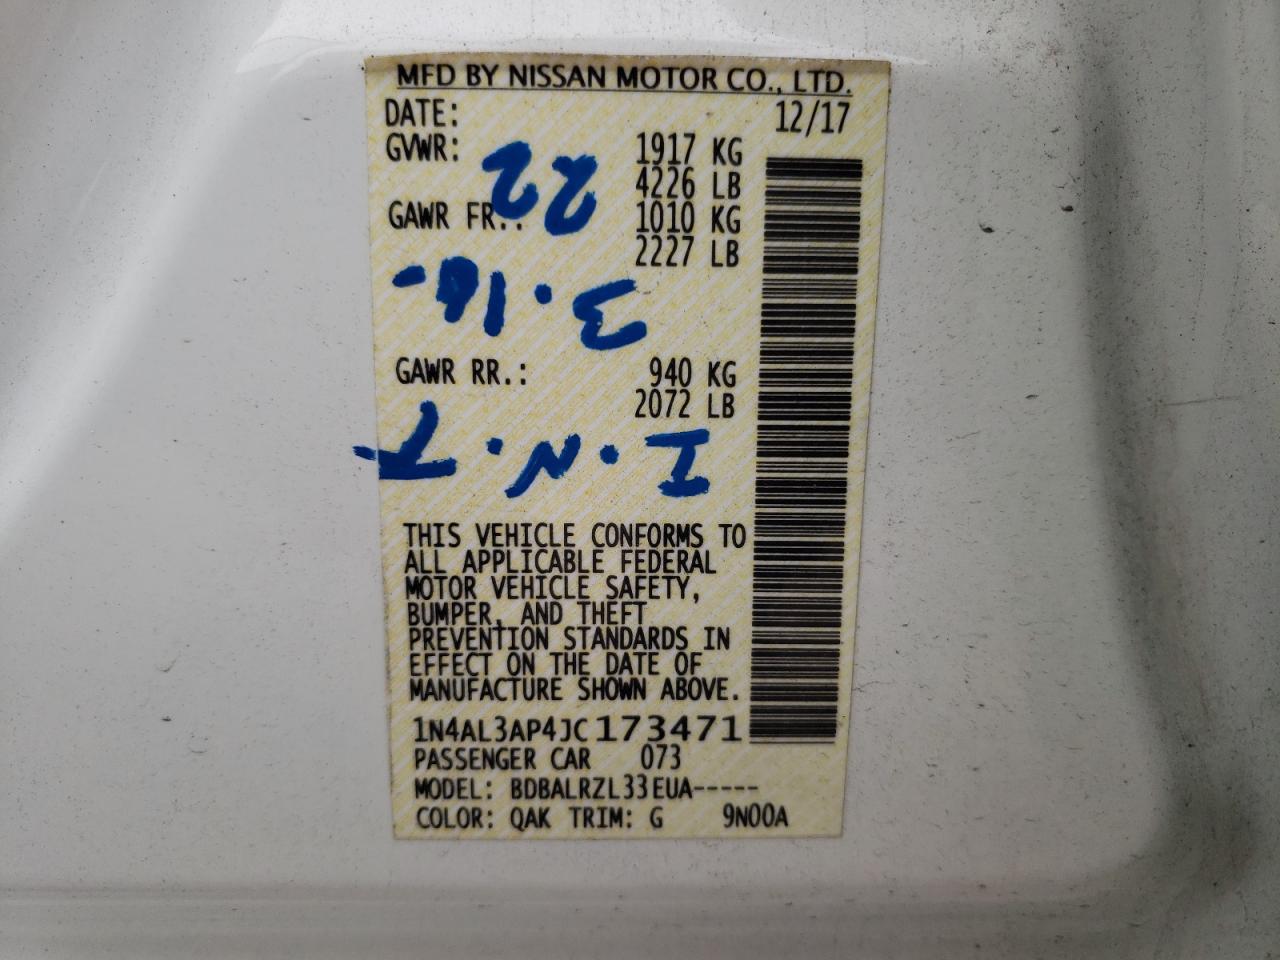 MFD BY NISSAN MOTOR CO., LTD.
DATE: 12/17
GVWR: 1917 KG
4226 LB
GAWR FR.: 1010 KG
2227 LB
GAWR RR.: 940 KG
2072 LB
I.N.T
3.16-
22
THIS VEHICLE CONFORMS TO
ALL APPLICABLE FEDERAL
MOTOR VEHICLE SAFETY,
BUMPER, AND THEFT
PREVENTION STANDARDS IN
EFFECT ON THE DATE OF
MANUFACTURE SHOWN ABOVE.
1N4AL3AP4JC173471
PASSENGER CAR 073
MODEL: BDBALRZL33EUA-----
COLOR: QAK TRIM: G 9N00A